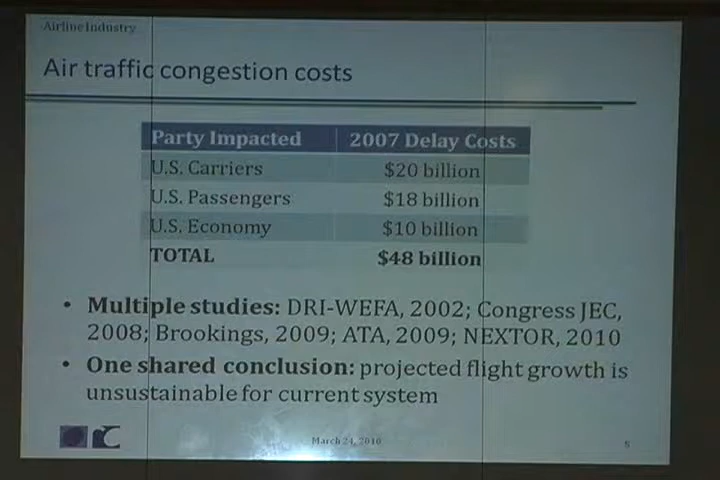 Airline Industry
Air traffic congestion costs
Party Impacted 2007 Delay Costs
U.S. Carriers $20 billion
U.S. Passengers $18 billion
U.S. Economy $10 billion
TOTAL $48 billion
• Multiple studies: DRI-WEFA, 2002; Congress JEC,
2008; Brookings, 2009; ATA, 2009; NEXTOR, 2010
• One shared conclusion: projected flight growth is
unsustainable for current system
March 24, 2010